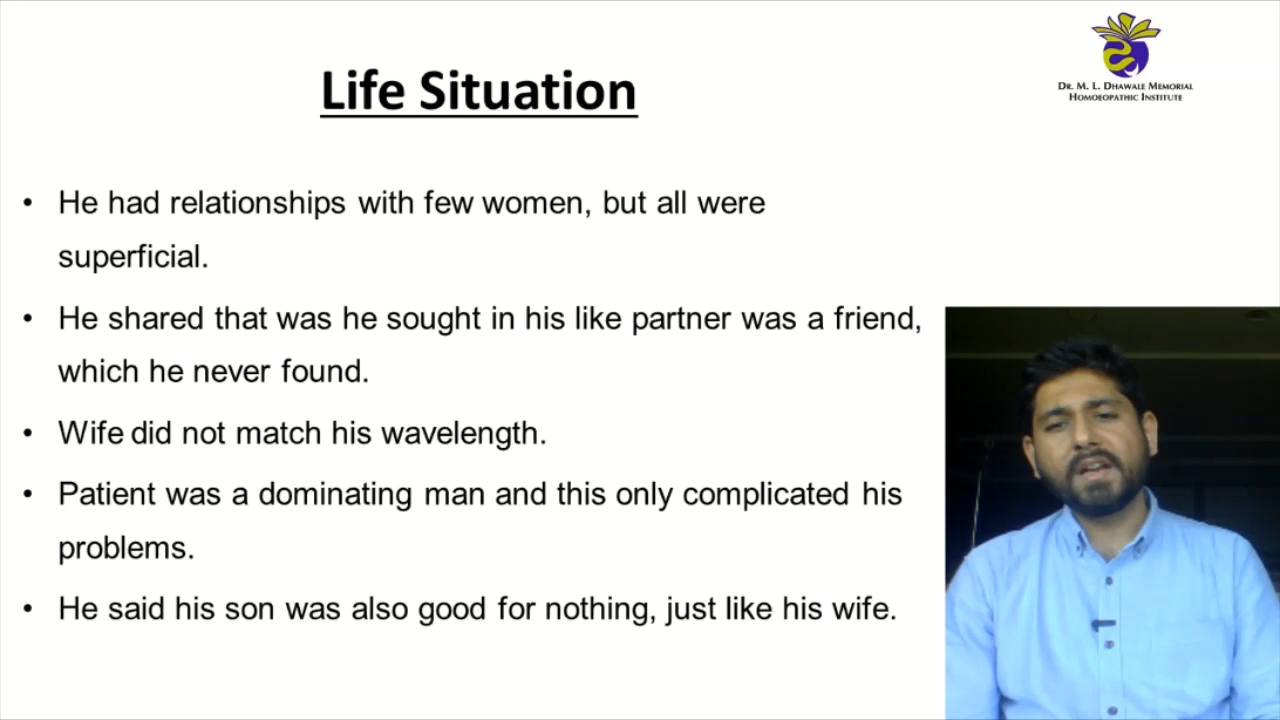 Life Situation
DR. M. L. DHAWALE MEMORIAL
HOMOEOPATHIC INSTITUTE
• He had relationships with few women, but all were
superficial.
• He shared that was he sought in his like partner was a friend,
which he never found.
• Wife did not match his wavelength.
• Patient was a dominating man and this only complicated his
problems.
• He said his son was also good for nothing, just like his wife.